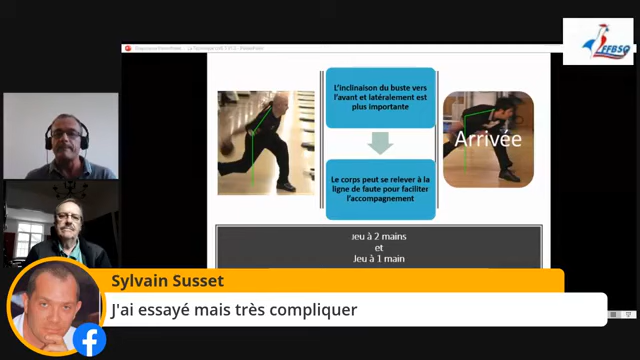 FFBSQ
L'inclinaison du buste vers
l'avant et latéralement est
plus importante
Arrivée
Le corps peut se relever à la
ligne de faute pour faciliter
l'accompagnement
Jeu à 2 mains
et
Jeu à 1 main
Sylvain Susset
J'ai essayé mais très compliquer